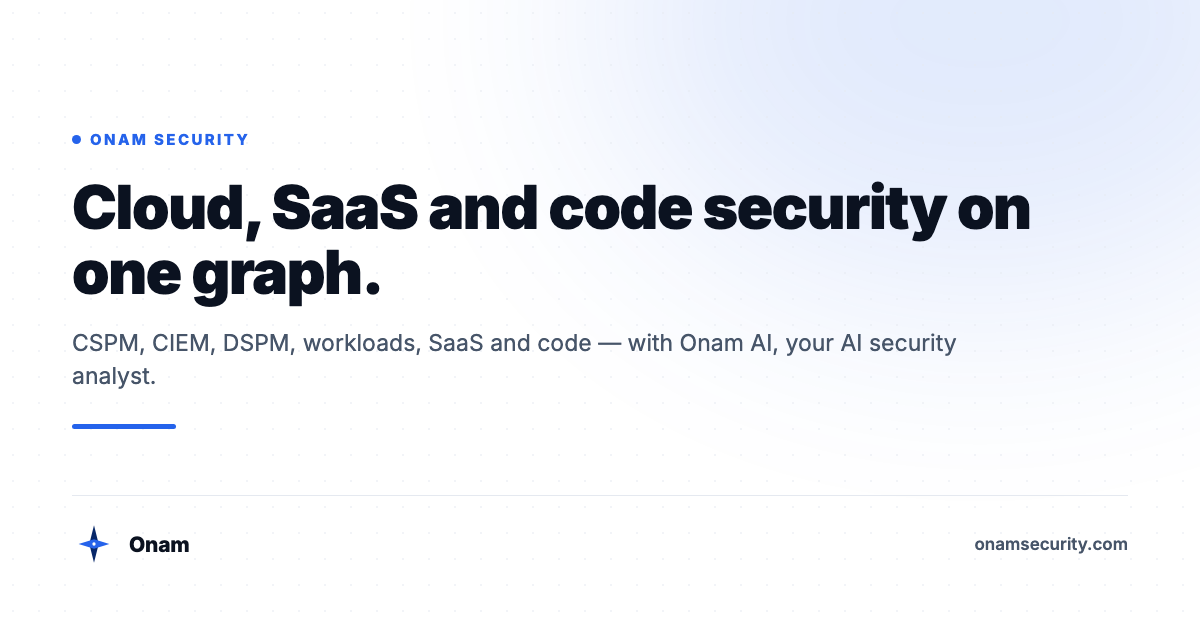 ONAM SECURITY
Cloud, SaaS and code security on
one graph.
CSPM, CIEM, DSPM, workloads, SaaS and code — with Onam AI, your AI security
analyst.
Onam
onamsecurity.com